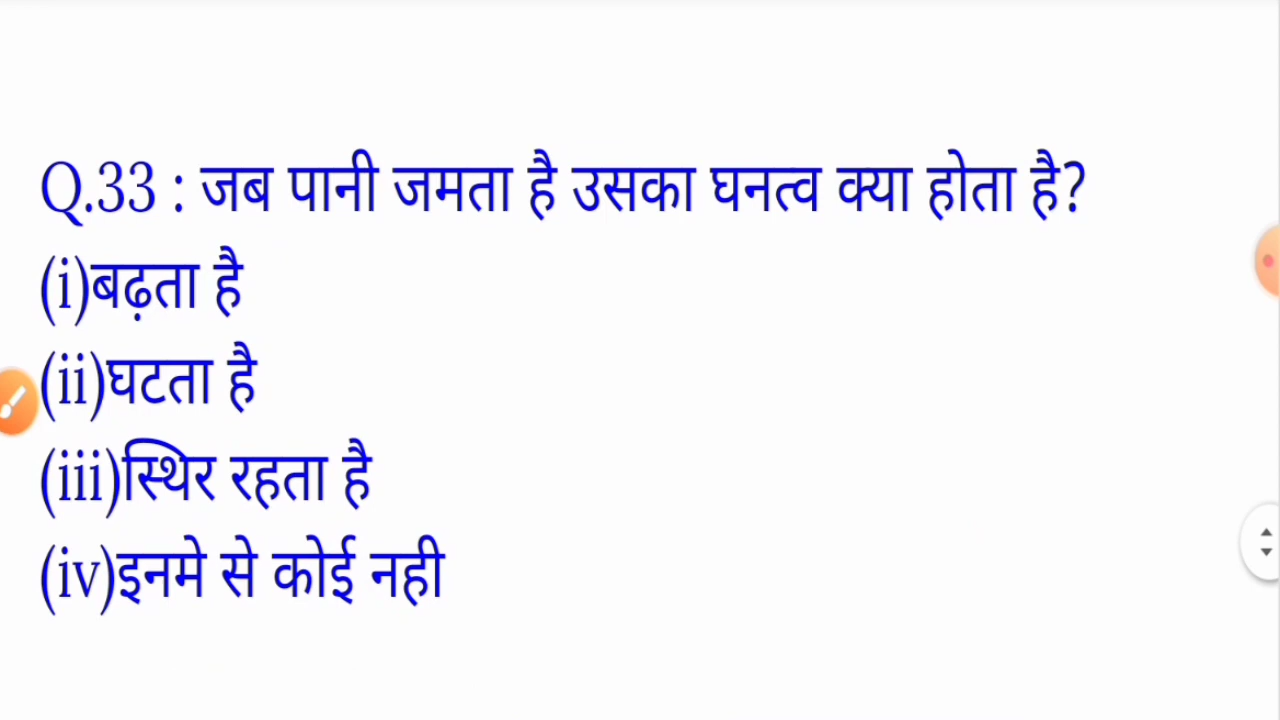 Q.33 : जब पानी जमता है उसका घनत्व क्या होता है?
(i)बढ़ता है
(ii)घटता है
(iii)स्थिर रहता है
(iv)इनमे से कोई नही